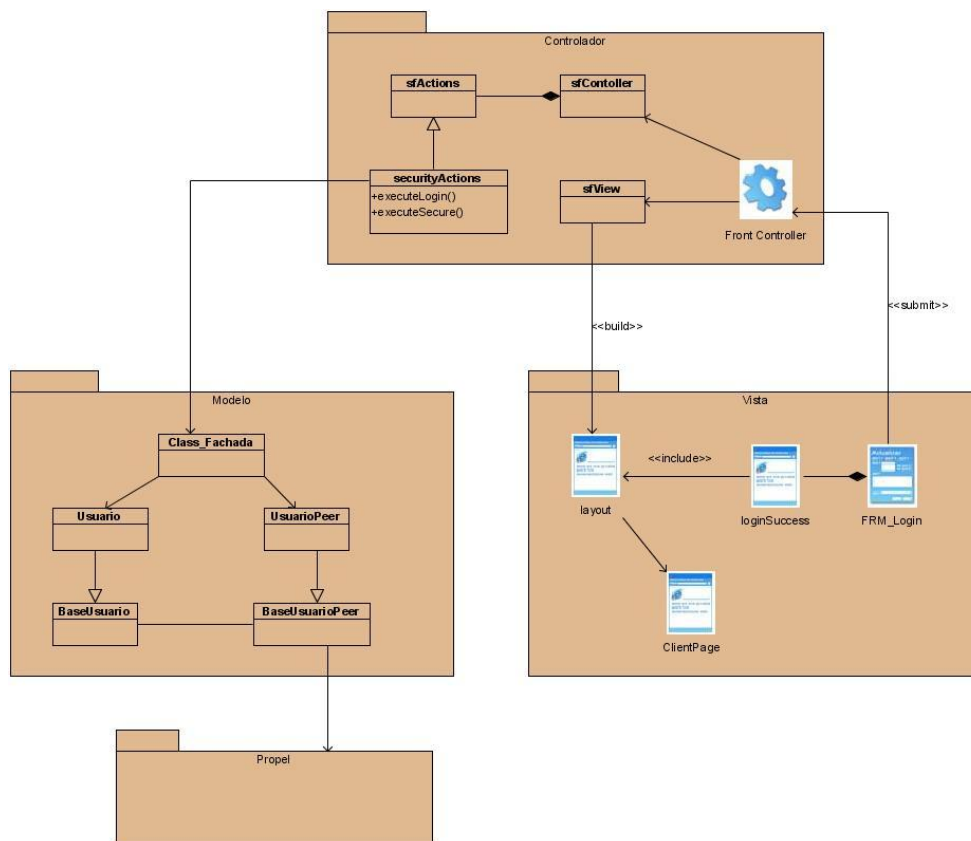 Controlador
sfActions
sfContoller
securityActions
+executeLogin()
+executeSecure()
sfView
Front Controller
<<build>>
<<submit>>
Modelo
Class_Fachada
Usuario
UsuarioPeer
BaseUsuario
BaseUsuarioPeer
Vista
<<include>>
layout
loginSuccess
FRM_Login
ClientPage
Propel